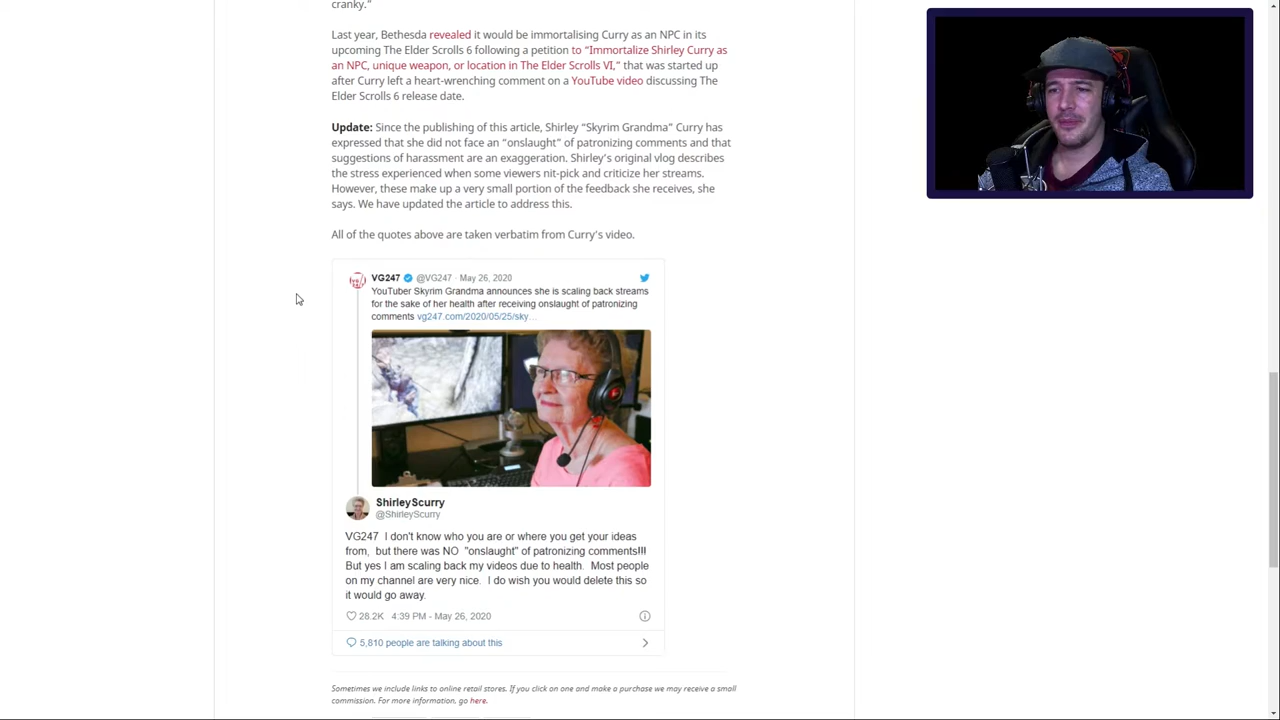 cranky.”
Last year, Bethesda revealed it would be immortalising Curry as an NPC in its
upcoming The Elder Scrolls 6 following a petition to “Immortalize Shirley Curry as
an NPC, unique weapon, or location in The Elder Scrolls VI,” that was started up
after Curry left a heart-wrenching comment on a YouTube video discussing The
Elder Scrolls 6 release date.
Update: Since the publishing of this article, Shirley “Skyrim Grandma” Curry has
expressed that she did not face an “onslaught” of patronizing comments and that
suggestions of harassment are an exaggeration. Shirley’s original vlog describes
the stress experienced when some viewers nit-pick and criticize her streams.
However, these make up a very small portion of the feedback she receives, she
says. We have updated the article to address this.
All of the quotes above are taken verbatim from Curry’s video.
VG247 @VG247 · May 26, 2020
YouTuber Skyrim Grandma announces she is scaling back streams
for the sake of her health after receiving onslaught of patronizing
comments vg247.com/2020/05/25/sky…
ShirleyScurry
@ShirleyScurry
VG247 I don't know who you are or where you get your ideas
from, but there was NO "onslaught" of patronizing comments!!!
But yes I am scaling back my videos due to health. Most people
on my channel are very nice. I do wish you would delete this so
it would go away.
28.2K 4:39 PM - May 26, 2020
5,810 people are talking about this
Sometimes we include links to online retail stores. If you click on one and make a purchase we may receive a small
commission. For more information, go here.